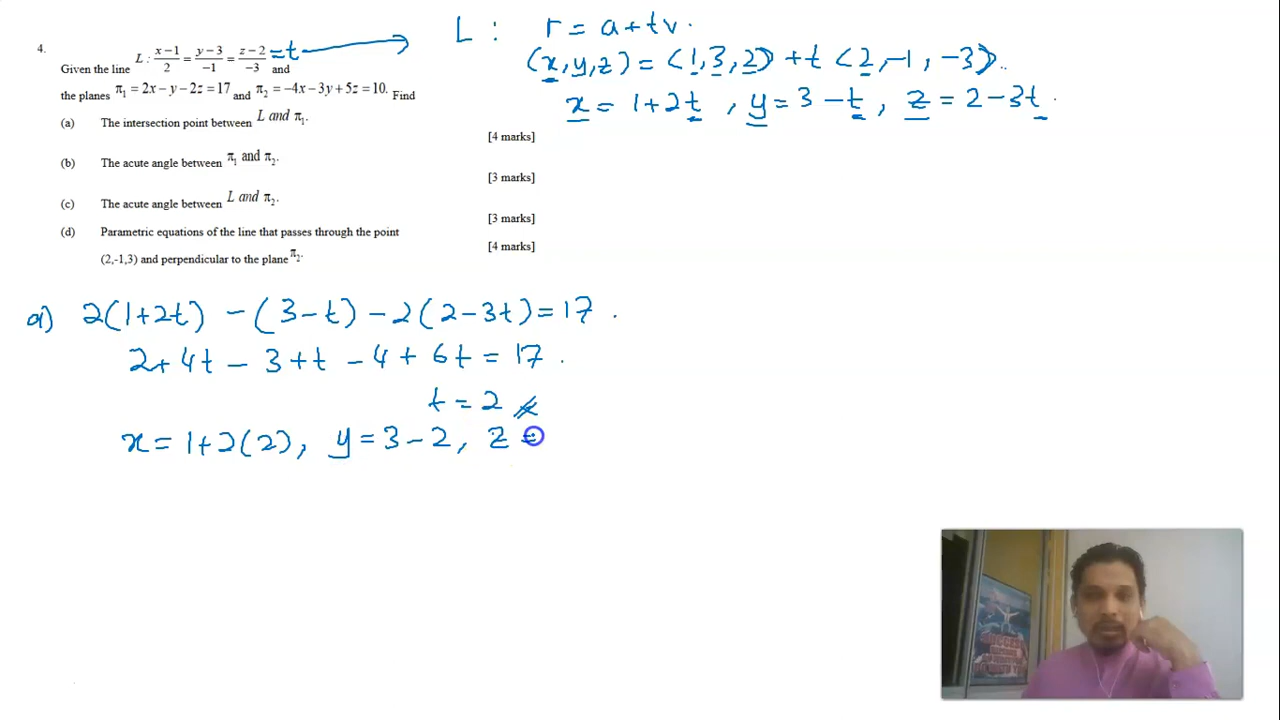 4.
Given the line L : x−1/2 = y−3/−1 = z−2/−3 = t and
the planes π₁ = 2x − y − 2z = 17 and π₂ = −4x − 3y + 5z = 10. Find
(a) The intersection point between L and π₁.
[4 marks]
(b) The acute angle between π₁ and π₂.
[3 marks]
(c) The acute angle between L and π₂.
[3 marks]
(d) Parametric equations of the line that passes through the point
[4 marks]
(2,-1,3) and perpendicular to the plane π₂.
L : r = a + tv.
(x,y,z) = <1,3,2> + t <2,−1,−3>.
x = 1+2t , y = 3 − t , z = 2−3t .
a) 2(1+2t) − (3−t) − 2(2−3t) = 17 .
2 + 4t − 3 + t − 4 + 6t = 17 .
t = 2
x = 1+2(2), y = 3−2, z =
SUCCESS